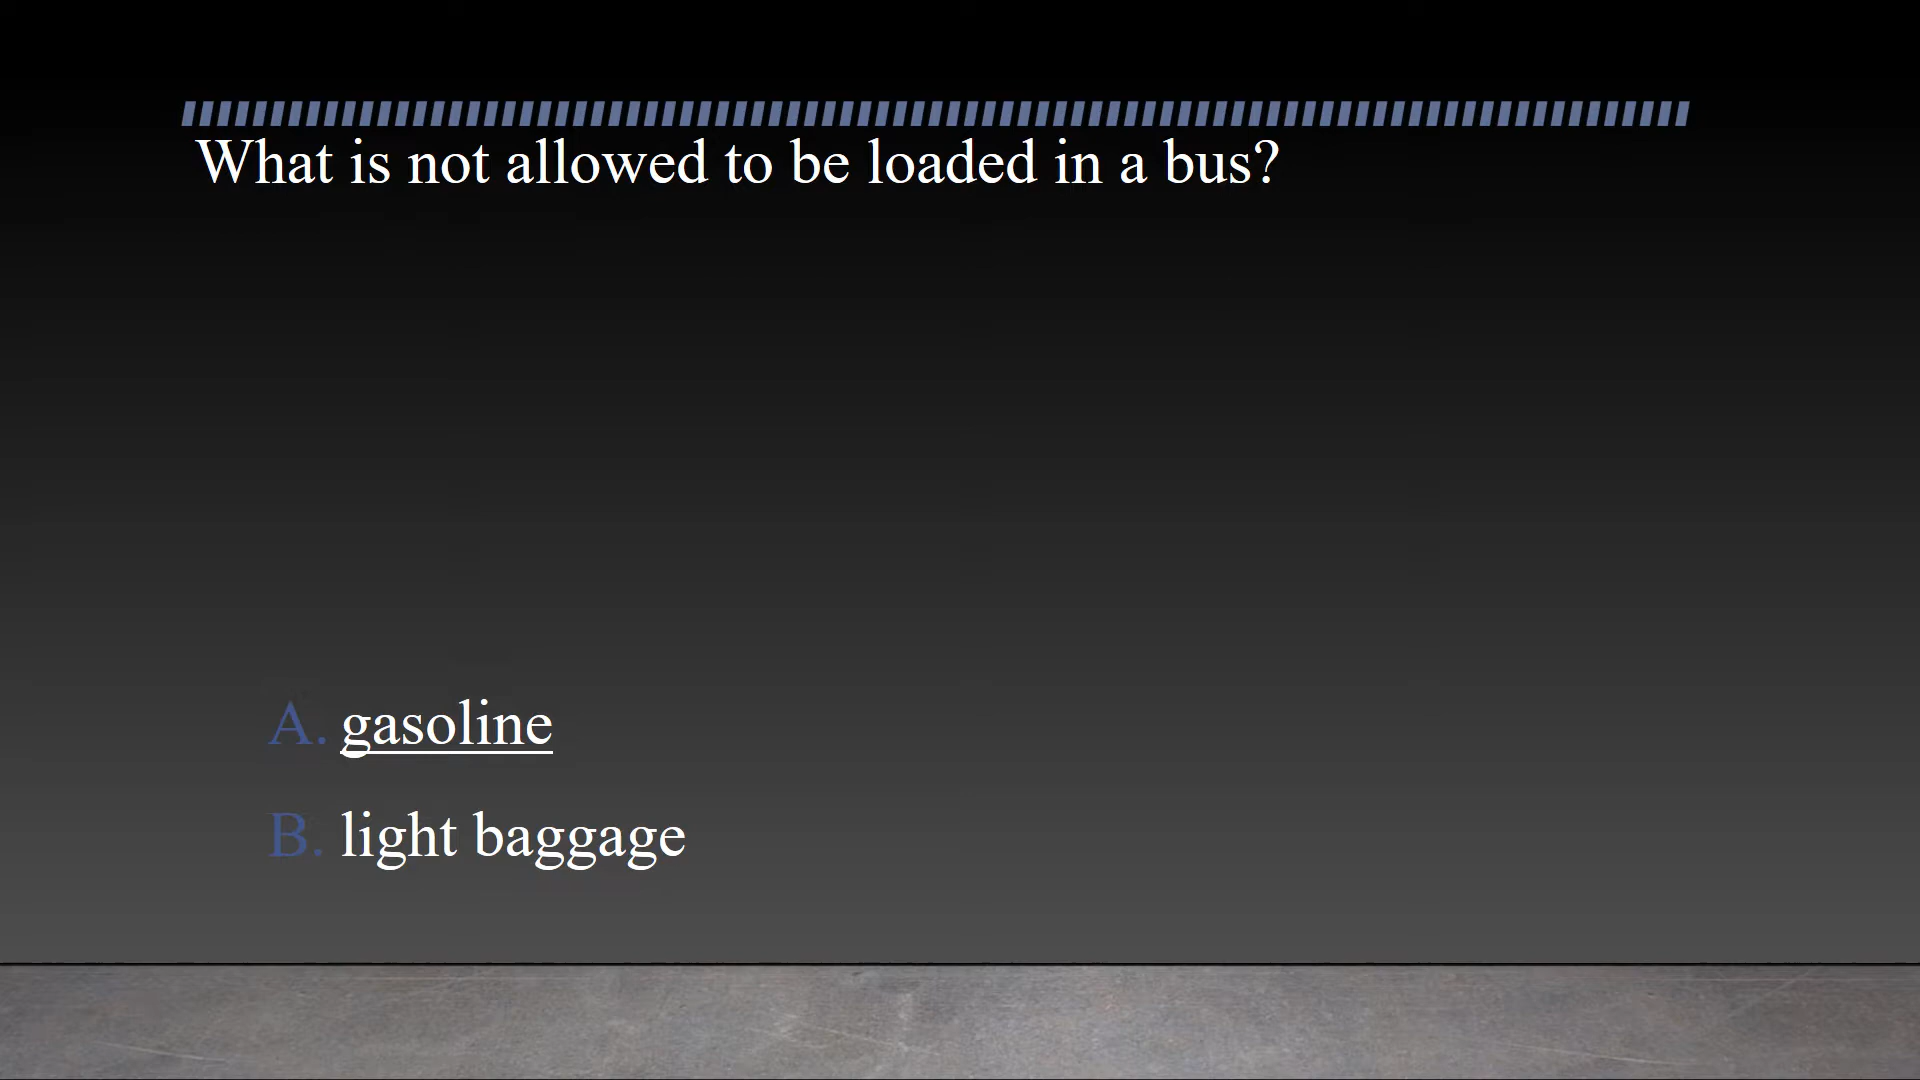 What is not allowed to be loaded in a bus?
A. gasoline
B. light baggage